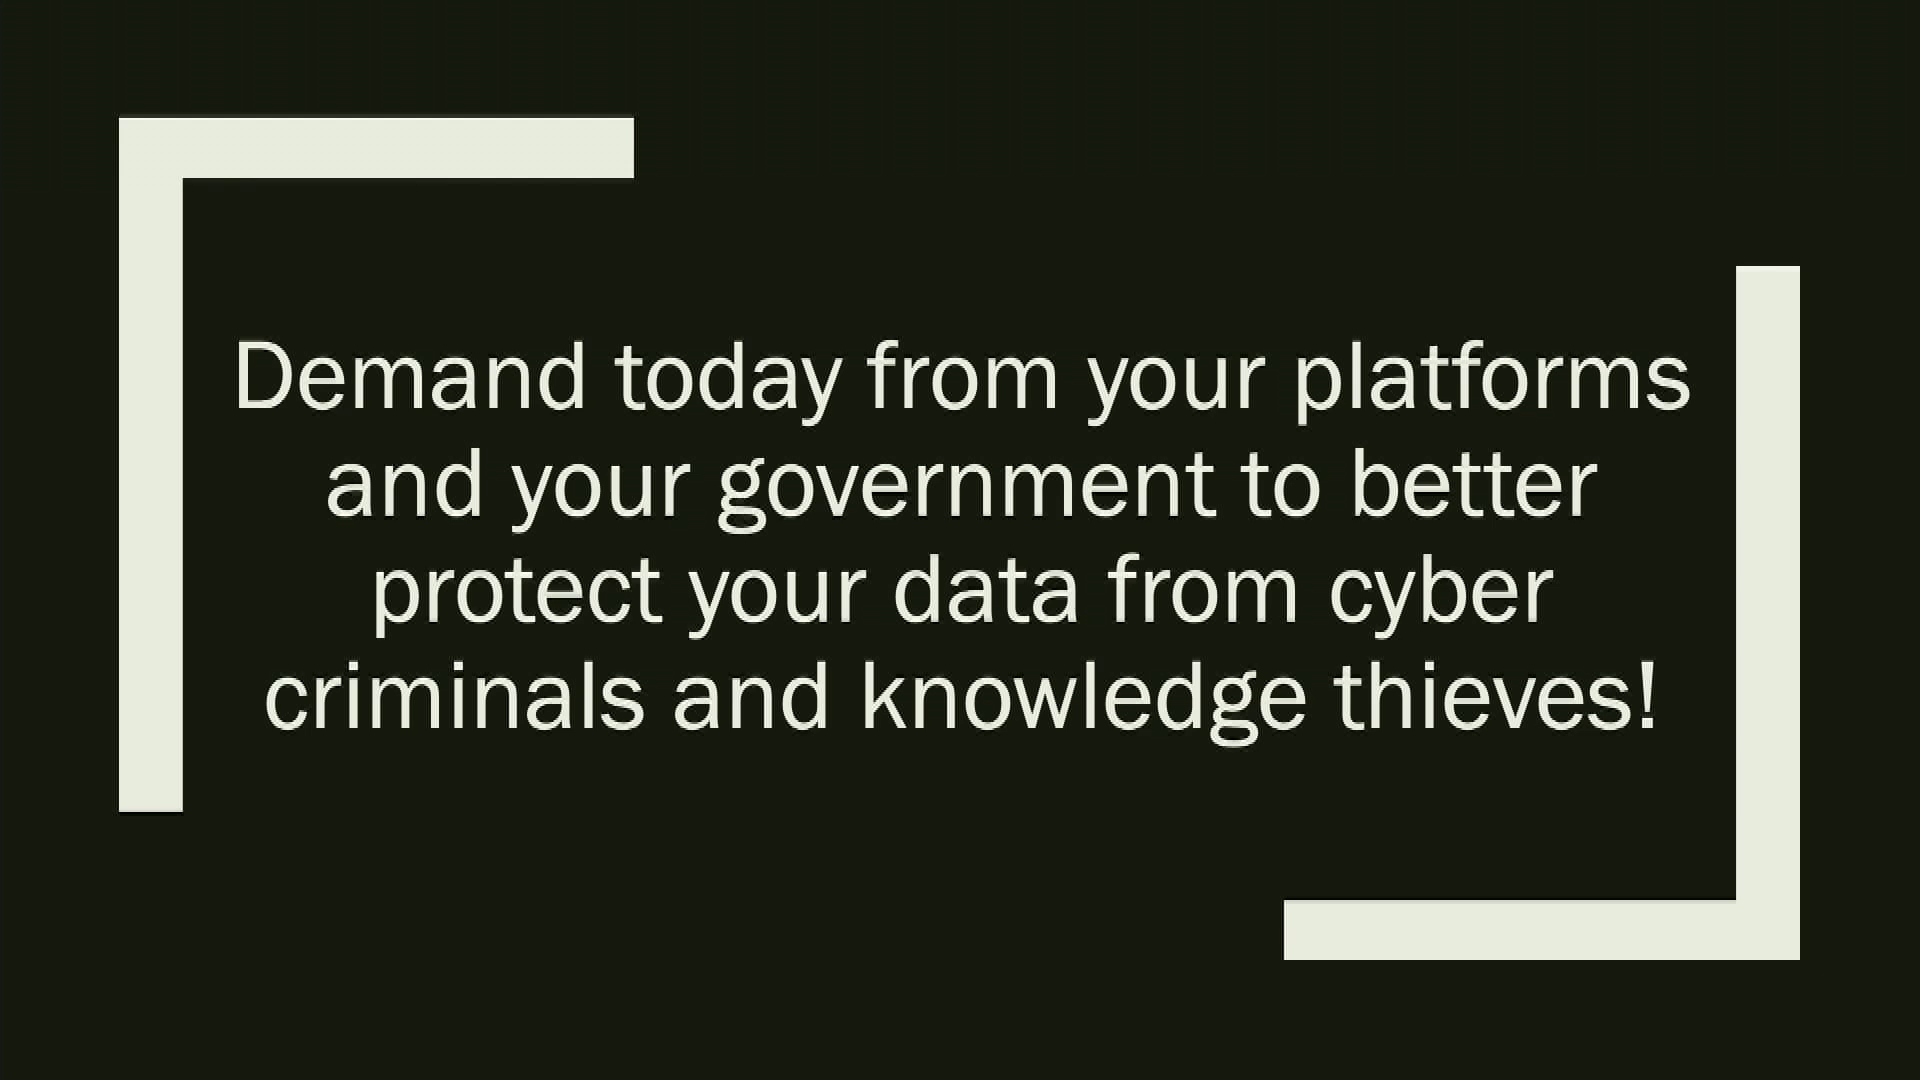 Demand today from your platforms
and your government to better
protect your data from cyber
criminals and knowledge thieves!